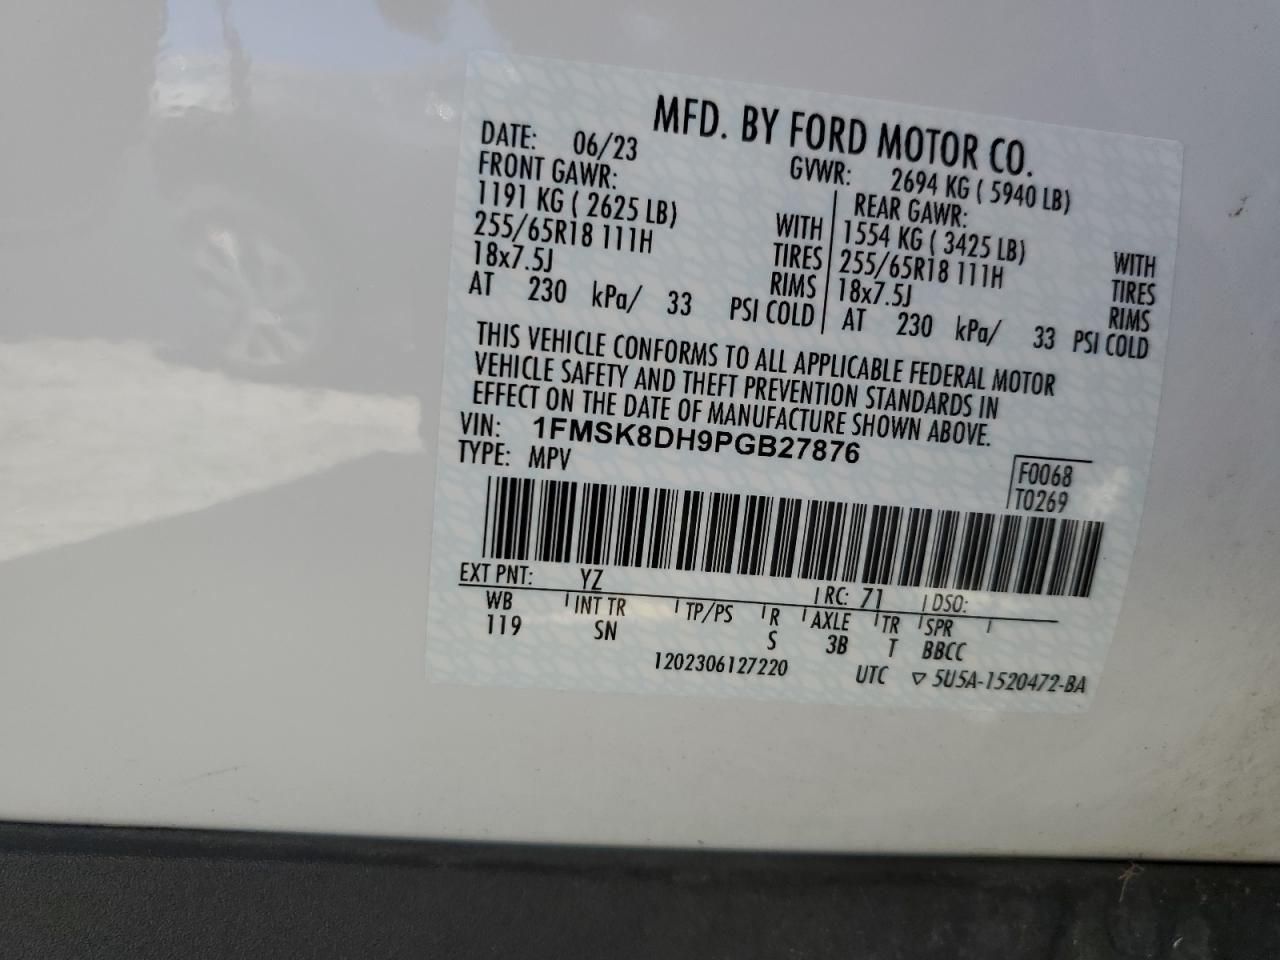 MFD. BY FORD MOTOR CO.
DATE: 06/23 GVWR: 2694 KG ( 5940 LB)
FRONT GAWR: REAR GAWR:
1191 KG ( 2625 LB) WITH 1554 KG ( 3425 LB) WITH
255/65R18 111H TIRES 255/65R18 111H TIRES
18x7.5J RIMS 18x7.5J RIMS
AT 230 kPa/ 33 PSI COLD AT 230 kPa/ 33 PSI COLD
THIS VEHICLE CONFORMS TO ALL APPLICABLE FEDERAL MOTOR
VEHICLE SAFETY AND THEFT PREVENTION STANDARDS IN
EFFECT ON THE DATE OF MANUFACTURE SHOWN ABOVE.
VIN: 1FMSK8DH9PGB27876
TYPE: MPV F0068
T0269
EXT PNT: YZ RC: 71 DSO:
WB INT TR TP/PS R AXLE TR SPR
119 SN S 3B T BBCC
1202306127220 UTC ▽ 5U5A-1520472-BA